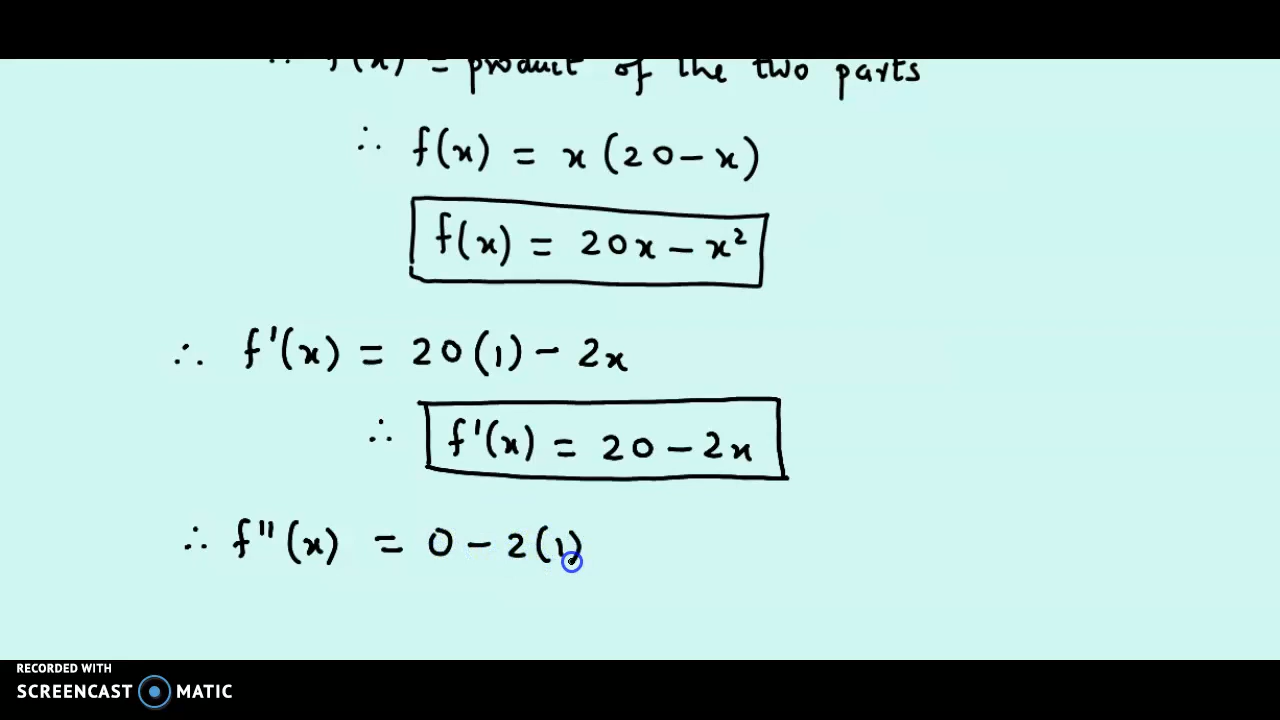 ∴ f(x) = product of the two parts
∴ f(x) = x(20-x)
f(x) = 20x - x²
∴ f'(x) = 20(1) - 2x
∴ f'(x) = 20 - 2x
∴ f''(x) = 0 - 2(1)
RECORDED WITH
SCREENCAST MATIC